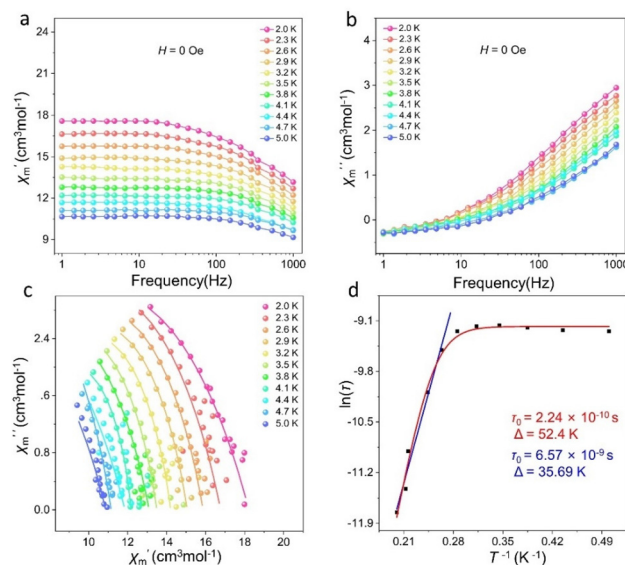 a
24
21
18
15
12
9
χm′ (cm³mol⁻¹)
H = 0 Oe
2.0 K
2.3 K
2.6 K
2.9 K
3.2 K
3.5 K
3.8 K
4.1 K
4.4 K
4.7 K
5.0 K
1
10
100
1000
Frequency(Hz)
b
4
3
2
1
0
χm′′ (cm³mol⁻¹)
H = 0 Oe
2.0 K
2.3 K
2.6 K
2.9 K
3.2 K
3.5 K
3.8 K
4.1 K
4.4 K
4.7 K
5.0 K
1
10
100
1000
Frequency(Hz)
c
2.4
.6
0.8
0.0
χm′′ (cm³mol⁻¹)
2.0 K
2.3 K
2.6 K
2.9 K
3.2 K
3.5 K
3.8 K
4.1 K
4.4 K
4.7 K
5.0 K
10
12
14
16
18
20
χm′ (cm³mol⁻¹)
d
-9.1
-9.8
-10.5
-11.2
-11.9
ln(τ)
τ0 = 2.24 × 10⁻¹⁰ s
Δ = 52.4 K
τ0 = 6.57 × 10⁻⁹ s
Δ = 35.69 K
0.21
0.28
0.35
0.42
0.49
T⁻¹ (K⁻¹)